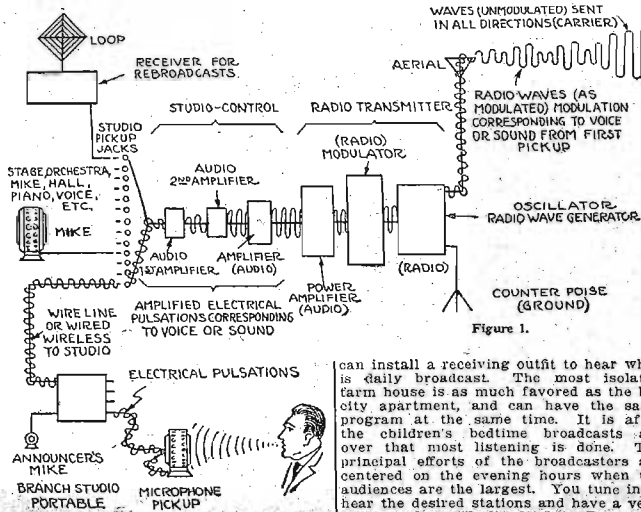 WAVES (UNMODULATED) SENT
IN ALL DIRECTIONS (CARRIER)
LOOP
RECEIVER FOR
REBROADCASTS
AERIAL
RADIO WAVES (AS
MODULATED) MODULATION
CORRESPONDING TO VOICE
OR SOUND FROM FIRST
PICKUP
STUDIO-CONTROL
RADIO TRANSMITTER
STUDIO
PICKUP
JACKS
(RADIO)
MODULATOR
AUDIO
2ND AMPLIFIER
STAGE, ORCHESTRA,
MIKE, HALL,
PIANO, VOICE,
ETC.
MIKE
OSCILLATOR
RADIO WAVE GENERATOR
AUDIO
1ST AMPLIFIER
AMPLIFIER
(AUDIO)
(RADIO)
POWER
AMPLIFIER
(AUDIO)
COUNTER POISE
(GROUND)
AMPLIFIED ELECTRICAL
PULSATIONS CORRESPONDING
TO VOICE OR SOUND
WIRE LINE
OR WIRED
WIRELESS
TO STUDIO
Figure 1.
ELECTRICAL PULSATIONS
ANNOUNCER'S
MIKE
BRANCH STUDIO
PORTABLE
MICROPHONE
PICKUP
can install a receiving outfit to hear
is daily broadcast. The most
farm house is as much favored as the
city apartment, and can have the
program at the same time. It is
the children's bedtime broadcasts
over that most listening is done.
principal efforts of the broadcasters
centered on the evening hours when
audiences are the largest. You tune
hear the desired stations and have a